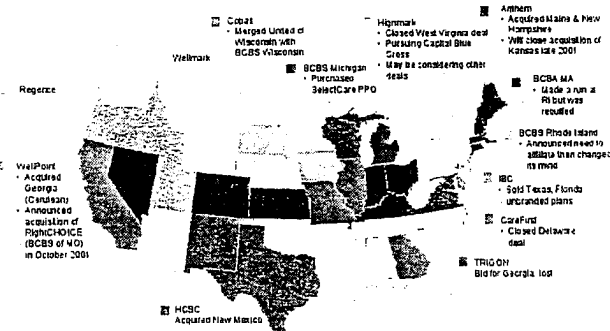 Cobalt
• Merged United of
Wisconsin with
BCBS Wisconsin
Highmark
• Closed West Virginia deal
• Pursuing Capital Blue
Cross
• May be considering other
deals
Anthem
• Acquired Maine & New
Hampshire
• Will close acquisition of
Kansas late 2001
Wellmark
BCBS Michigan
• Purchased
SelectCare PPO
Regence
BCBS MA
• Made a run at
RI but was
rebuffed
BCBS Rhode Island
• Announced need to
affiliate then changed
its mind
WellPoint
• Acquired
Georgia
(Cerulean)
• Announced
acquisition of
RightCHOICE
(BCBS of MO)
in October 2001
IBC
• Sold Texas, Florida
unbranded plans
CareFirst
• Closed Delaware
deal
TRIGON
Bid for Georgia, lost
HCSC
Acquired New Mexico